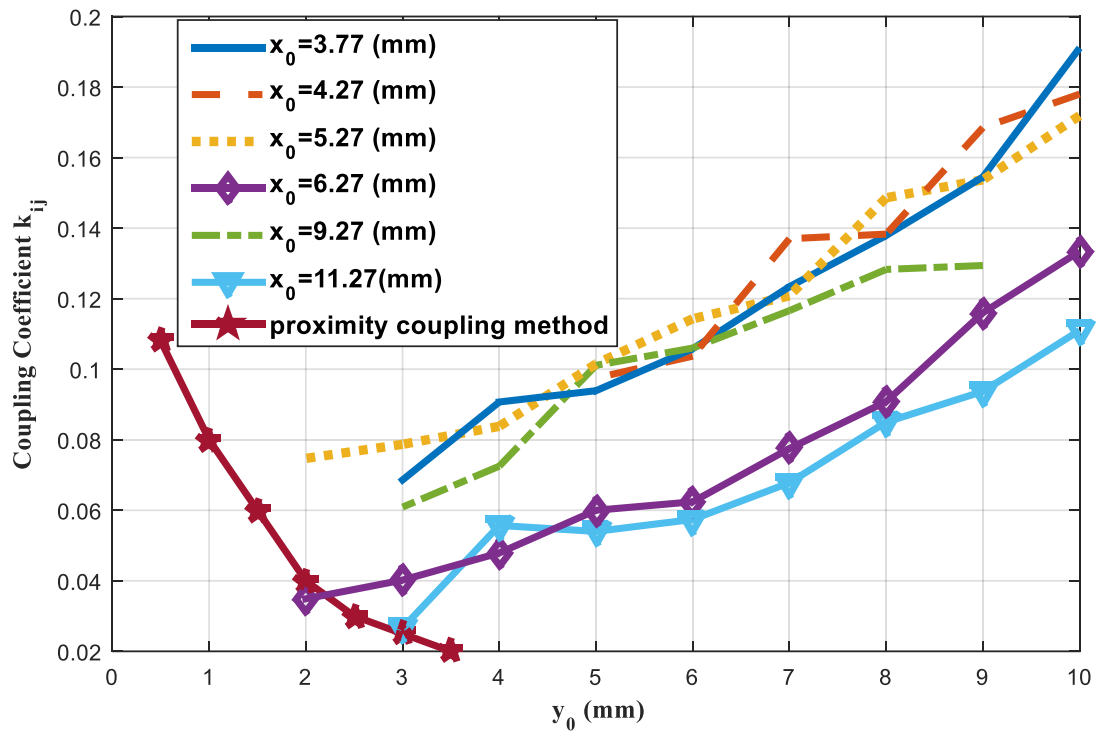 x0=3.77 (mm)
x0=4.27 (mm)
x0=5.27 (mm)
x0=6.27 (mm)
x0=9.27 (mm)
x0=11.27(mm)
proximity coupling method
Coupling Coefficient kij
0.2
0.18
0.16
0.14
0.12
0.1
0.08
0.06
0.04
0.02
0 1 2 3 4 5 6 7 8 9 10
y0 (mm)